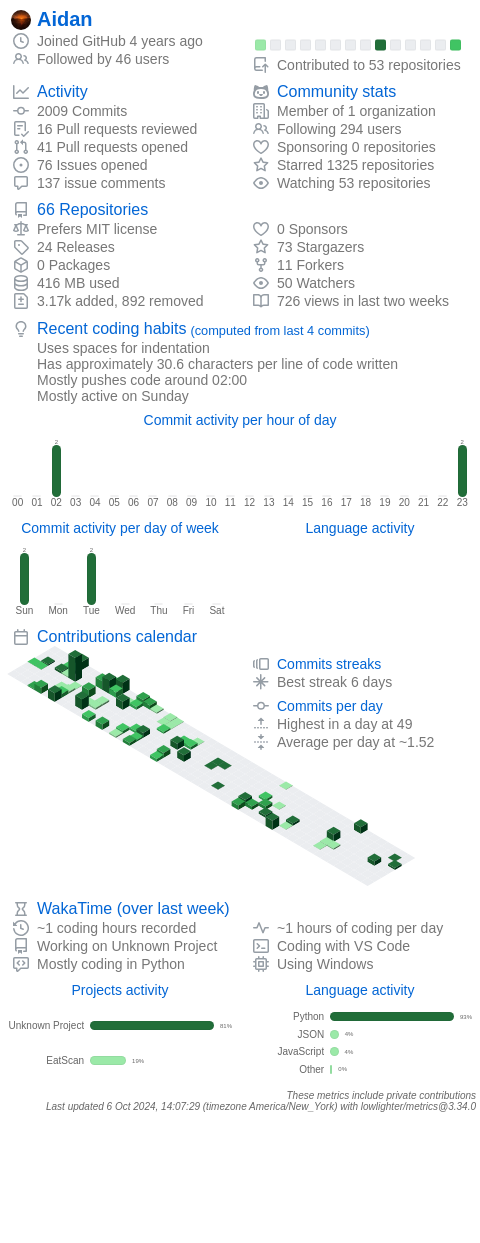 Aidan
Joined GitHub 4 years ago
Followed by 46 users
Contributed to 53 repositories
Activity
2009 Commits
16 Pull requests reviewed
41 Pull requests opened
76 Issues opened
137 issue comments
Community stats
Member of 1 organization
Following 294 users
Sponsoring 0 repositories
Starred 1325 repositories
Watching 53 repositories
66 Repositories
Prefers MIT license
24 Releases
0 Packages
416 MB used
3.17k added, 892 removed
0 Sponsors
73 Stargazers
11 Forkers
50 Watchers
726 views in last two weeks
Recent coding habits (computed from last 4 commits)
Uses spaces for indentation
Has approximately 30.6 characters per line of code written
Mostly pushes code around 02:00
Mostly active on Sunday
Commit activity per hour of day
2 2
00 01 02 03 04 05 06 07 08 09 10 11 12 13 14 15 16 17 18 19 20 21 22 23
Commit activity per day of week
2 2
Sun Mon Tue Wed Thu Fri Sat
Language activity
Contributions calendar
Commits streaks
Best streak 6 days
Commits per day
Highest in a day at 49
Average per day at ~1.52
WakaTime (over last week)
~1 coding hours recorded
Working on Unknown Project
Mostly coding in Python
~1 hours of coding per day
Coding with VS Code
Using Windows
Projects activity
Unknown Project 81%
EatScan 19%
Language activity
Python 93%
JSON 4%
JavaScript 4%
Other 0%
These metrics include private contributions
Last updated 6 Oct 2024, 14:07:29 (timezone America/New_York) with lowlighter/metrics@3.34.0